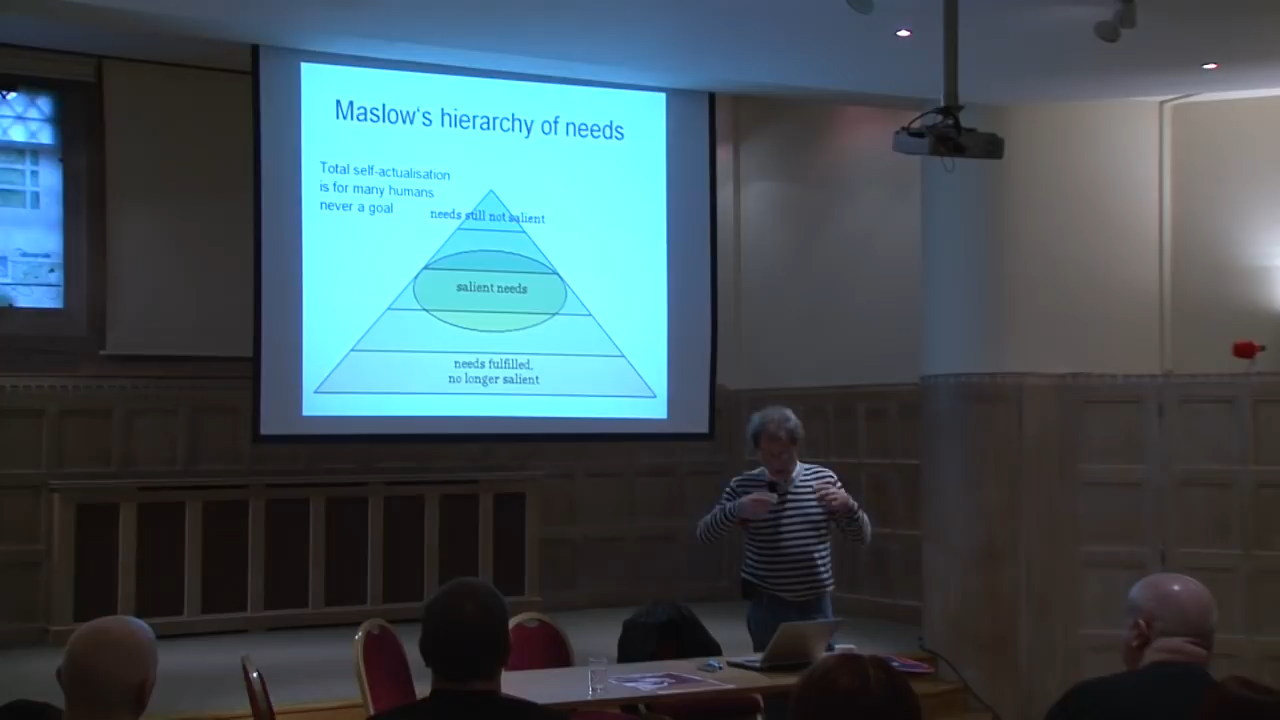 Maslow's hierarchy of needs
Total self-actualisation
is for many humans
never a goal
needs still not salient
salient needs
needs fulfilled,
no longer salient